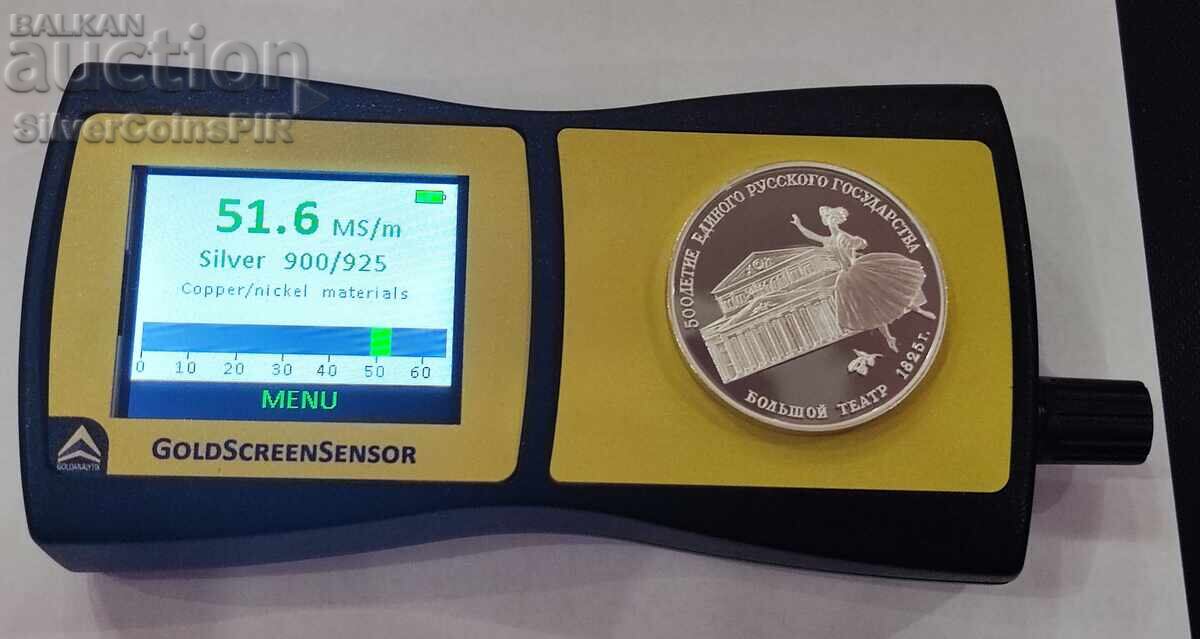 BALKAN
auction
SilverCoinsPIR
51.6 MS/m
Silver 900/925
Copper/nickel materials
0 10 20 30 40 50 60
MENU
GOLDANALYTIX
GOLDSCREENSENSOR
500ЛЕТИЕ ЕДИНОГО РУССКОГО ГОСУДАРСТВА
БОЛЬШОЙ ТЕАТР 1825г.